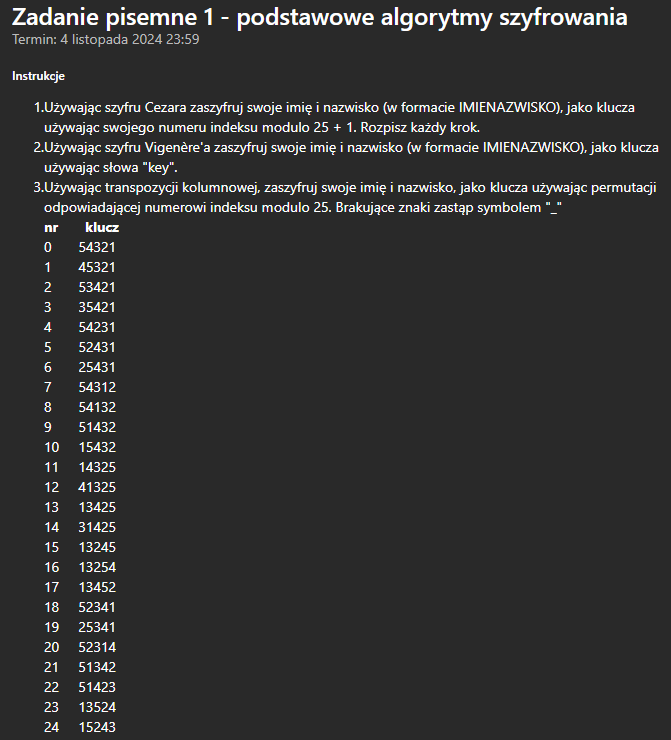 Zadanie pisemne 1 - podstawowe algorytmy szyfrowania
Termin: 4 listopada 2024 23:59
Instrukcje
1.Używając szyfru Cezara zaszyfruj swoje imię i nazwisko (w formacie IMIENAZWISKO), jako klucza
używając swojego numeru indeksu modulo 25 + 1. Rozpisz każdy krok.
2.Używając szyfru Vigenère'a zaszyfruj swoje imię i nazwisko (w formacie IMIENAZWISKO), jako klucza
używając słowa "key".
3.Używając transpozycji kolumnowej, zaszyfruj swoje imię i nazwisko, jako klucza używając permutacji
odpowiadającej numerowi indeksu modulo 25. Brakujące znaki zastąp symbolem "_"
nr klucz
0 54321
1 45321
2 53421
3 35421
4 54231
5 52431
6 25431
7 54312
8 54132
9 51432
10 15432
11 14325
12 41325
13 13425
14 31425
15 13245
16 13254
17 13452
18 52341
19 25341
20 52314
21 51342
22 51423
23 13524
24 15243